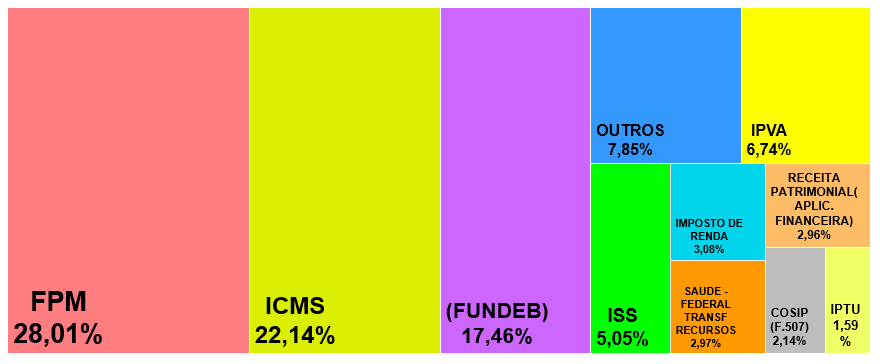 FPM
28,01%
ICMS
22,14%
(FUNDEB)
17,46%
OUTROS
7,85%
IPVA
6,74%
ISS
5,05%
IMPOSTO DE
RENDA
3,08%
SAUDE -
FEDERAL
TRANSF
RECURSOS
2,97%
RECEITA
PATRIMONIAL(
APLIC.
FINANCEIRA)
2,96%
COSIP
(F.507)
2,14%
IPTU
1,59
%